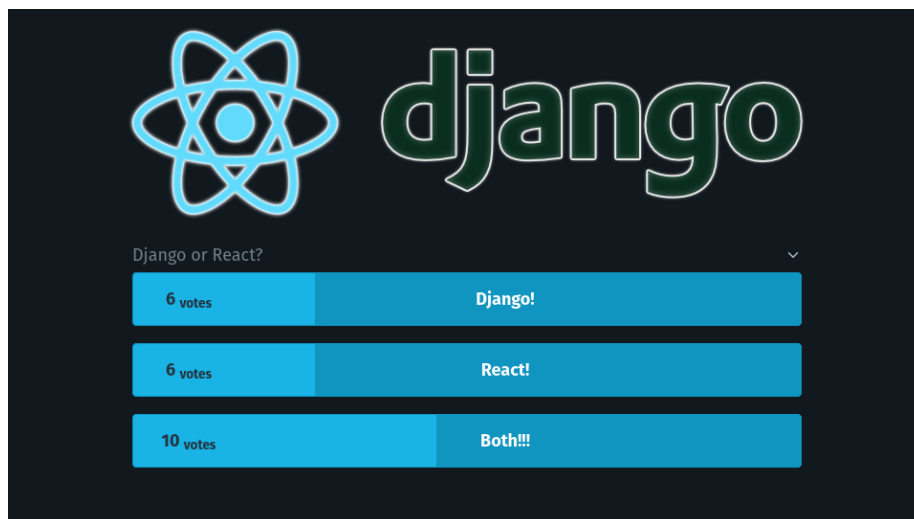 django
Django or React?
6 votes Django!
6 votes React!
10 votes Both!!!